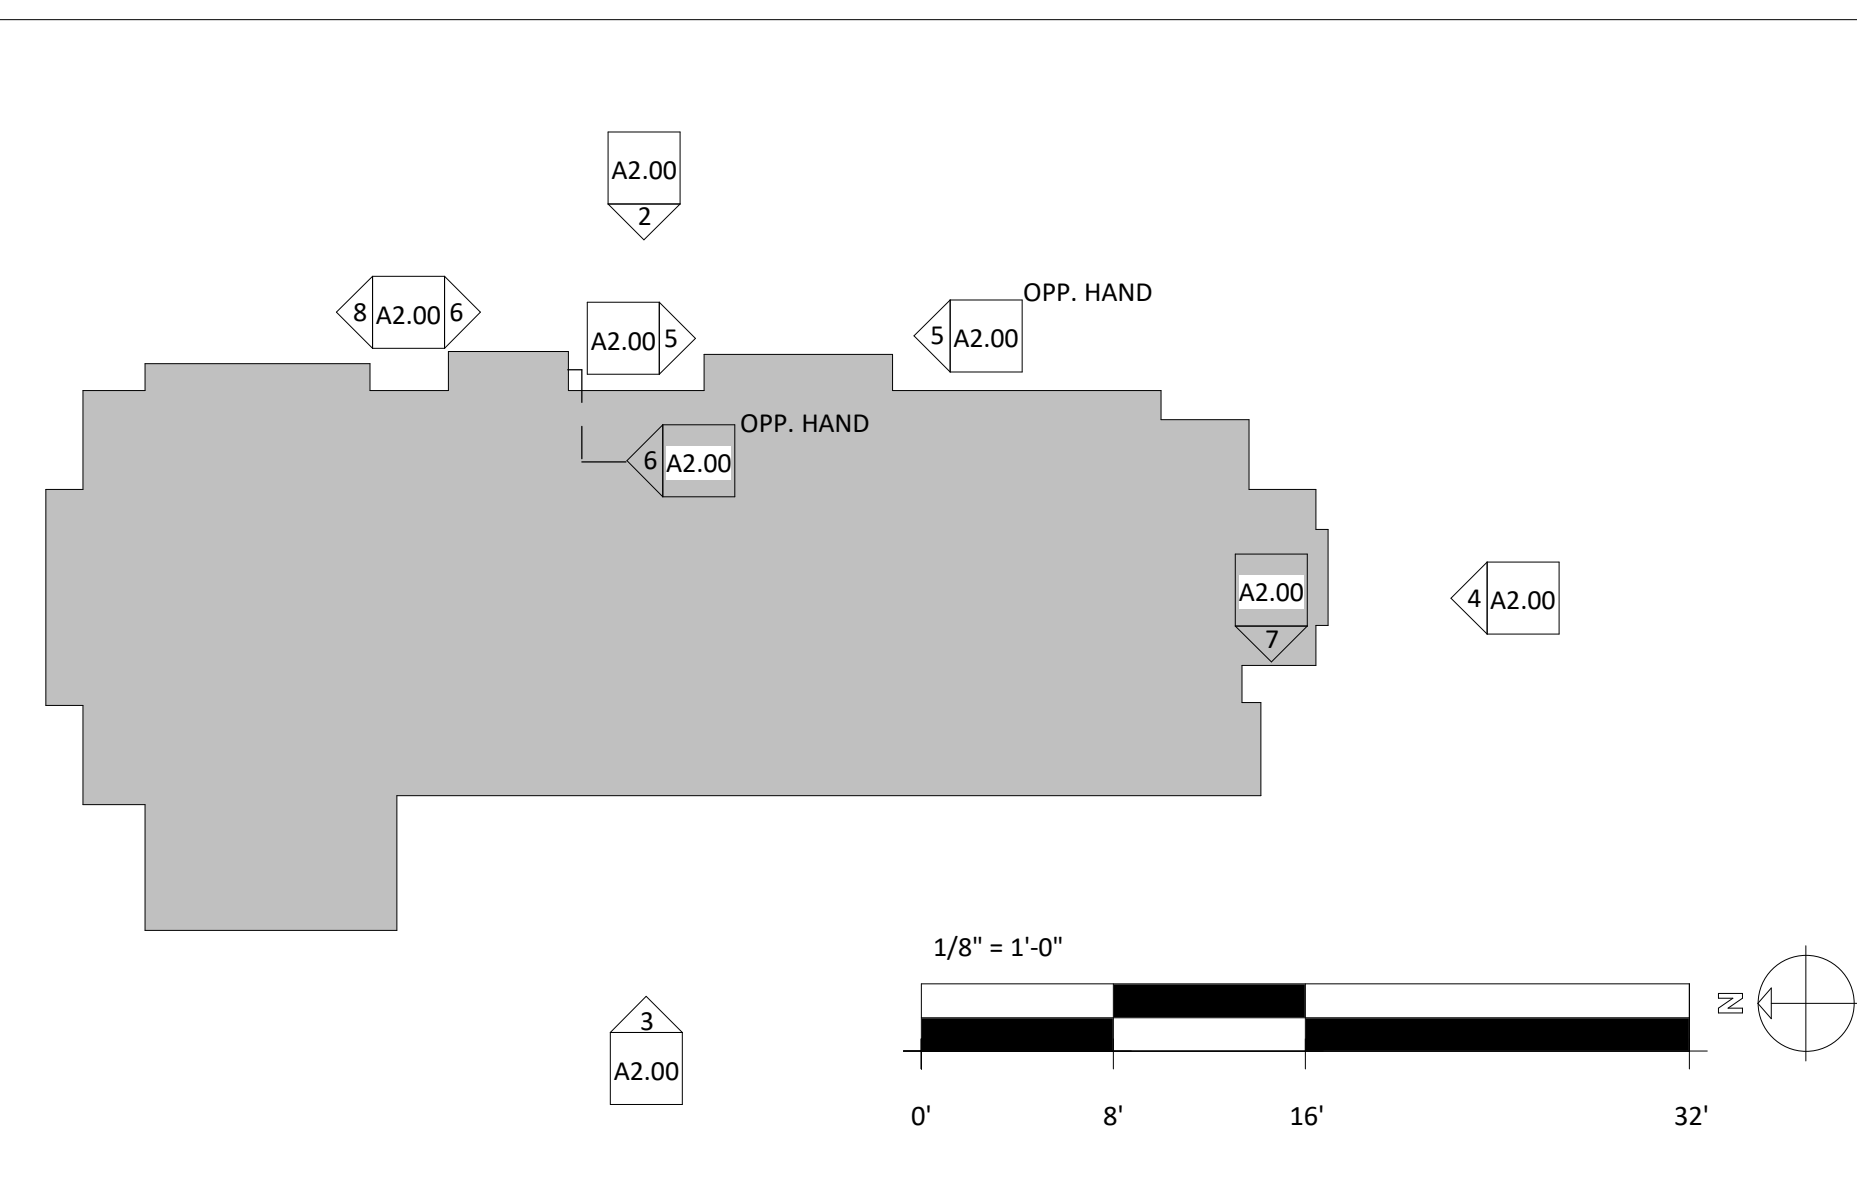 A2.00
2
8 A2.00 6
A2.00 5
5 A2.00
OPP. HAND
6 A2.00
OPP. HAND
A2.00
7
4 A2.00
3
A2.00
1/8" = 1'-0"
N
0' 8' 16' 32'